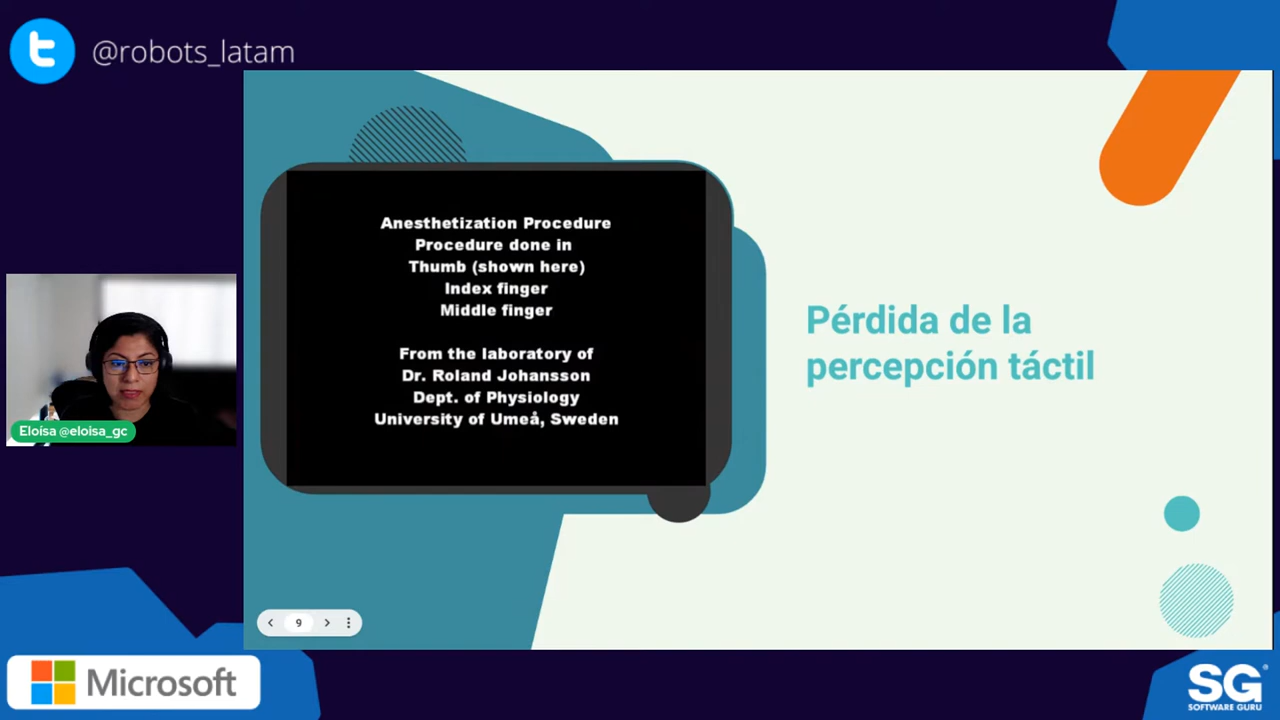 @robots_latam
Anesthetization Procedure
Procedure done in
Thumb (shown here)
Index finger
Middle finger
From the laboratory of
Dr. Roland Johansson
Dept. of Physiology
University of Umeå, Sweden
Pérdida de la
percepción táctil
Eloísa @eloisa_gc
9
Microsoft
SG
SOFTWARE GURU